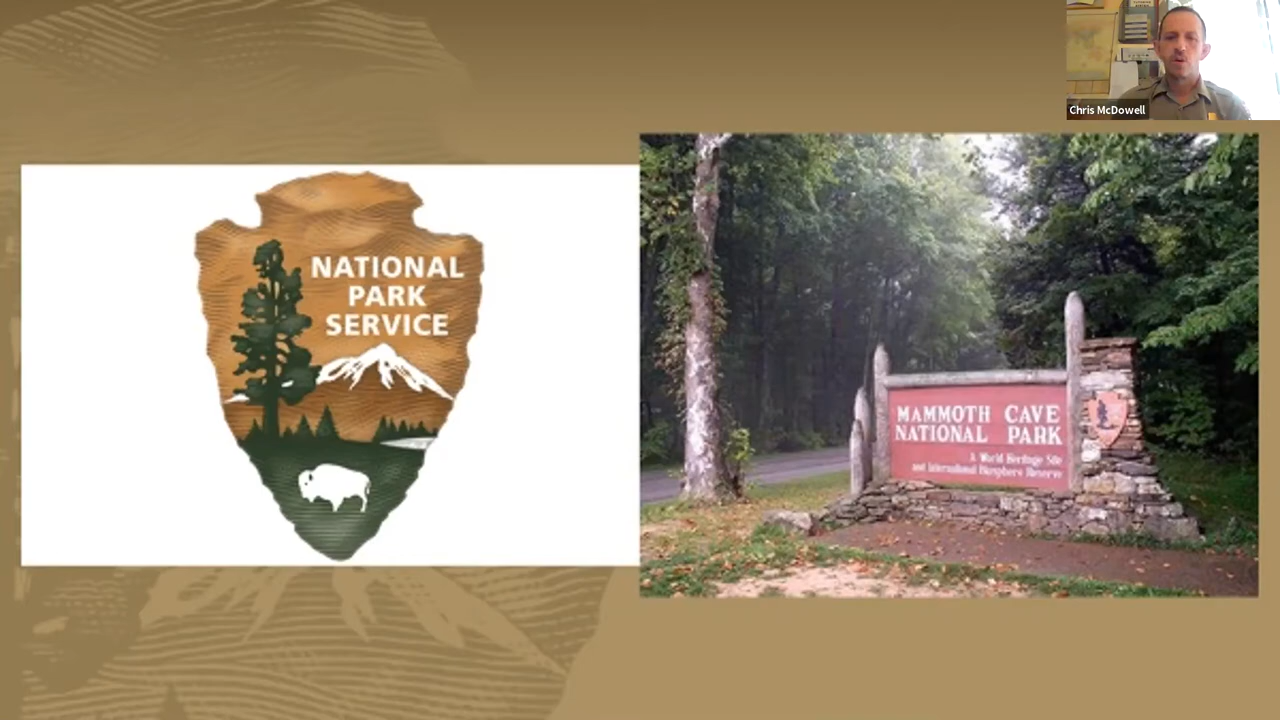 Chris McDowell
NATIONAL
PARK
SERVICE
MAMMOTH CAVE
NATIONAL PARK
A World Heritage Site
and International Biosphere Reserve